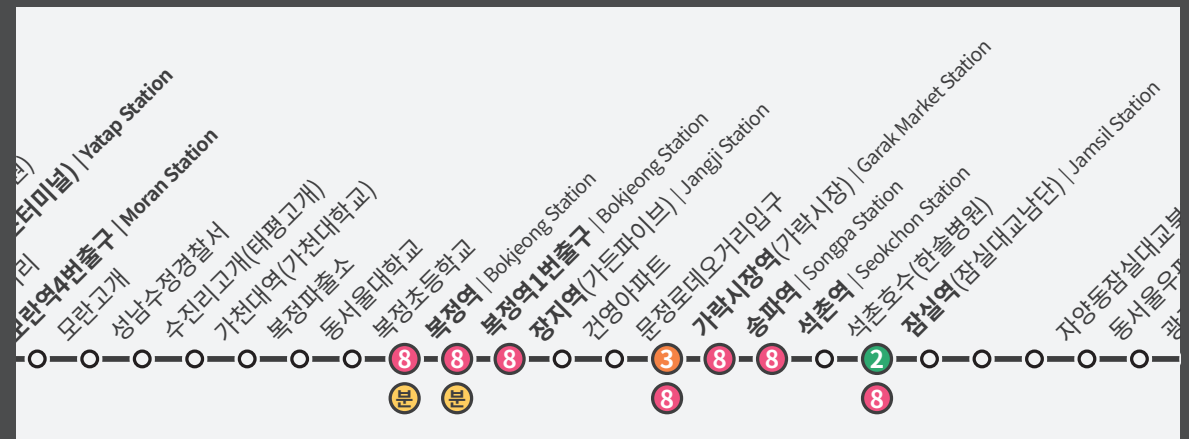 터미널) | Yatap Station
모란역4번출구 | Moran Station
모란고개
성남수정경찰서
수진리고개(태평고개)
가천대역(가천대학교)
복정파출소
동서울대학교
복정초등학교
복정역 | Bokjeong Station
복정역1번출구 | Bokjeong Station
장지역(가든파이브) | Jangji Station
건영아파트
문정로데오거리입구
가락시장역(가락시장) | Garak Market Station
송파역 | Songpa Station
석촌역 | Seokchon Station
석촌호수(한솔병원)
잠실역(잠실대교남단) | Jamsil Station
자양동잠실대교북
동서울우
8
8
8
3
8
8
2
분
분
8
8